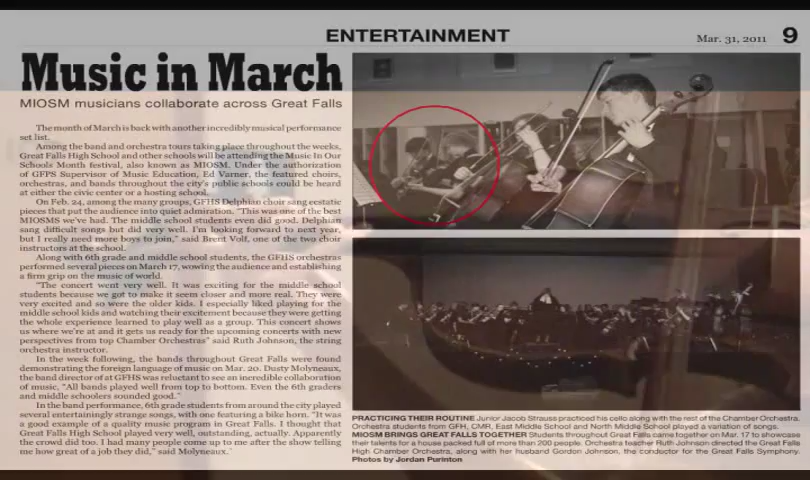 ENTERTAINMENT
Mar. 31, 2011 9
Music in March
MIOSM musicians collaborate across Great Falls
The month of March is back with another incredibly musical performance
set list.
Among the band and orchestra tours taking place throughout the weeks,
Great Falls High School and other schools will be attending the Music In Our
Schools Month festival, also known as MIOSM. Under the authorization
of GFPS Supervisor of Music Education, Ed Varner, the featured choirs,
orchestras, and bands throughout the city's public schools could be heard
at either the civic center or a hosting school.
On Feb. 24, among the many groups, GFHS Delphian choir sang ecstatic
pieces that put the audience into quiet admiration. "This was one of the best
MIOSMS we've had. The middle school students even did good. Delphian
sang difficult songs but did very well. I'm looking forward to next year,
but I really need more boys to join," said Brent Volf, one of the two choir
instructors at the school.
Along with 6th grade and middle school students, the GFHS orchestras
performed several pieces on March 17, wowing the audience and establishing
a firm grip on the music of world.
"The concert went very well. It was exciting for the middle school
students because we got to make it seem closer and more real. They were
very excited and so were the older kids. I especially liked playing for the
middle school kids and watching their excitement because they were getting
the whole experience learned to play well as a group. This concert shows
us where we're at and it gets us ready for the upcoming concerts with new
perspectives from top Chamber Orchestras" said Ruth Johnson, the string
orchestra instructor.
In the week following, the bands throughout Great Falls were found
demonstrating the foreign language of music on Mar. 20. Dusty Molyneaux,
the band director of at GFHS was reluctant to see an incredible collaboration
of music, "All bands played well from top to bottom. Even the 6th graders
and middle schoolers sounded good."
In the band performance, 6th grade students from around the city played
several entertainingly strange songs, with one featuring a bike horn. "It was
a good example of a quality music program in Great Falls. I thought that
Great Falls High School played very well, outstanding, actually. Apparently
the crowd did too. I had many people come up to me after the show telling
me how great of a job they did," said Molyneaux.
PRACTICING THEIR ROUTINE Junior Jacob Strauss practiced his cello along with the rest of the Chamber Orchestra.
Orchestra students from GFH, CMR, East Middle School and North Middle School played a variation of songs.
MIOSM BRINGS GREAT FALLS TOGETHER Students throughout Great Falls came together on Mar. 17 to showcase
their talents for a house packed full of more than 200 people. Orchestra teacher Ruth Johnson directed the Great Falls
High Chamber Orchestra, along with her husband Gordon Johnson, the conductor for the Great Falls Symphony.
Photos by Jordan Purinton